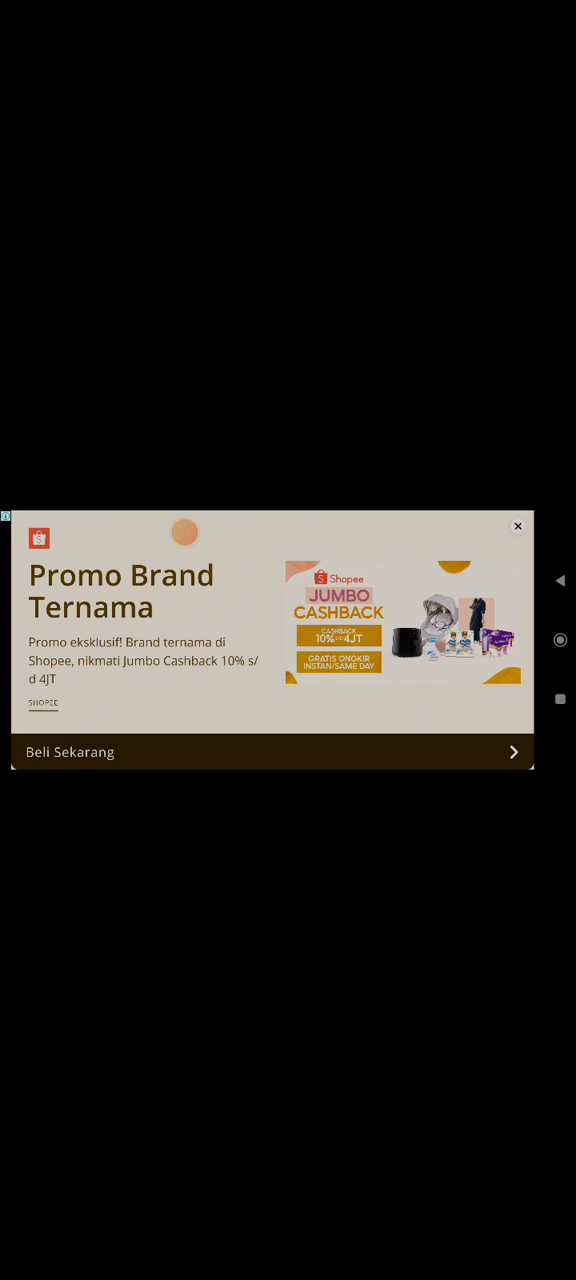 Promo Brand
Ternama
Promo eksklusif! Brand ternama di
Shopee, nikmati Jumbo Cashback 10% s/
d 4JT
SHOPEE
Shopee
JUMBO
CASHBACK
CASHBACK
10% s/d 4JT
GRATIS ONGKIR
INSTAN/SAME DAY
Beli Sekarang